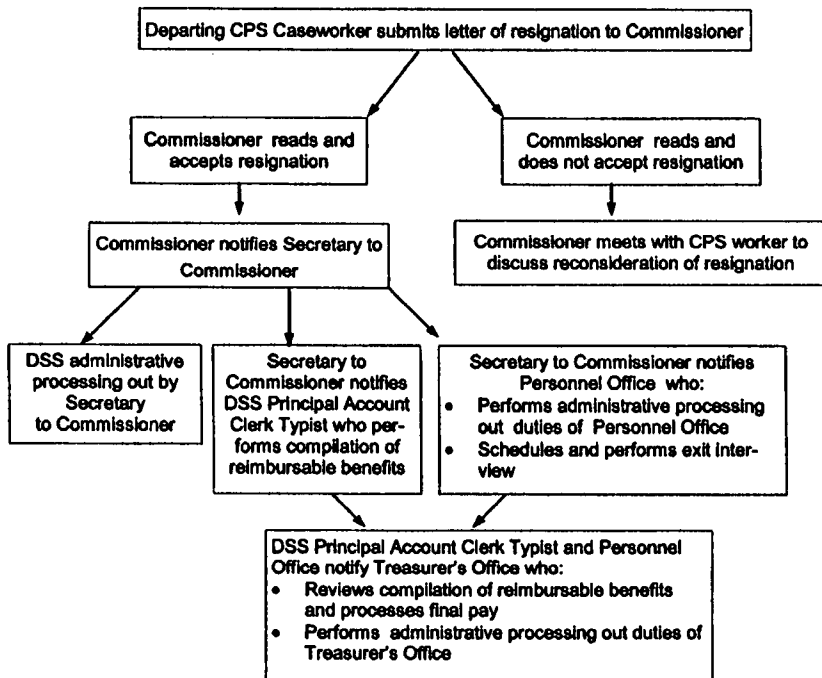 Departing CPS Caseworker submits letter of resignation to Commissioner
Commissioner reads and
accepts resignation
Commissioner reads and
does not accept resignation
Commissioner notifies Secretary to
Commissioner
Commissioner meets with CPS worker to
discuss reconsideration of resignation
DSS administrative
processing out by
Secretary
to Commissioner
Secretary to
Commissioner notifies
DSS Principal Account
Clerk Typist who per-
forms compilation of
reimbursable benefits
Secretary to Commissioner notifies
Personnel Office who:
• Performs administrative processing
out duties of Personnel Office
• Schedules and performs exit inter-
view
DSS Principal Account Clerk Typist and Personnel
Office notify Treasurer's Office who:
• Reviews compilation of reimbursable benefits
and processes final pay
• Performs administrative processing out duties of
Treasurer's Office